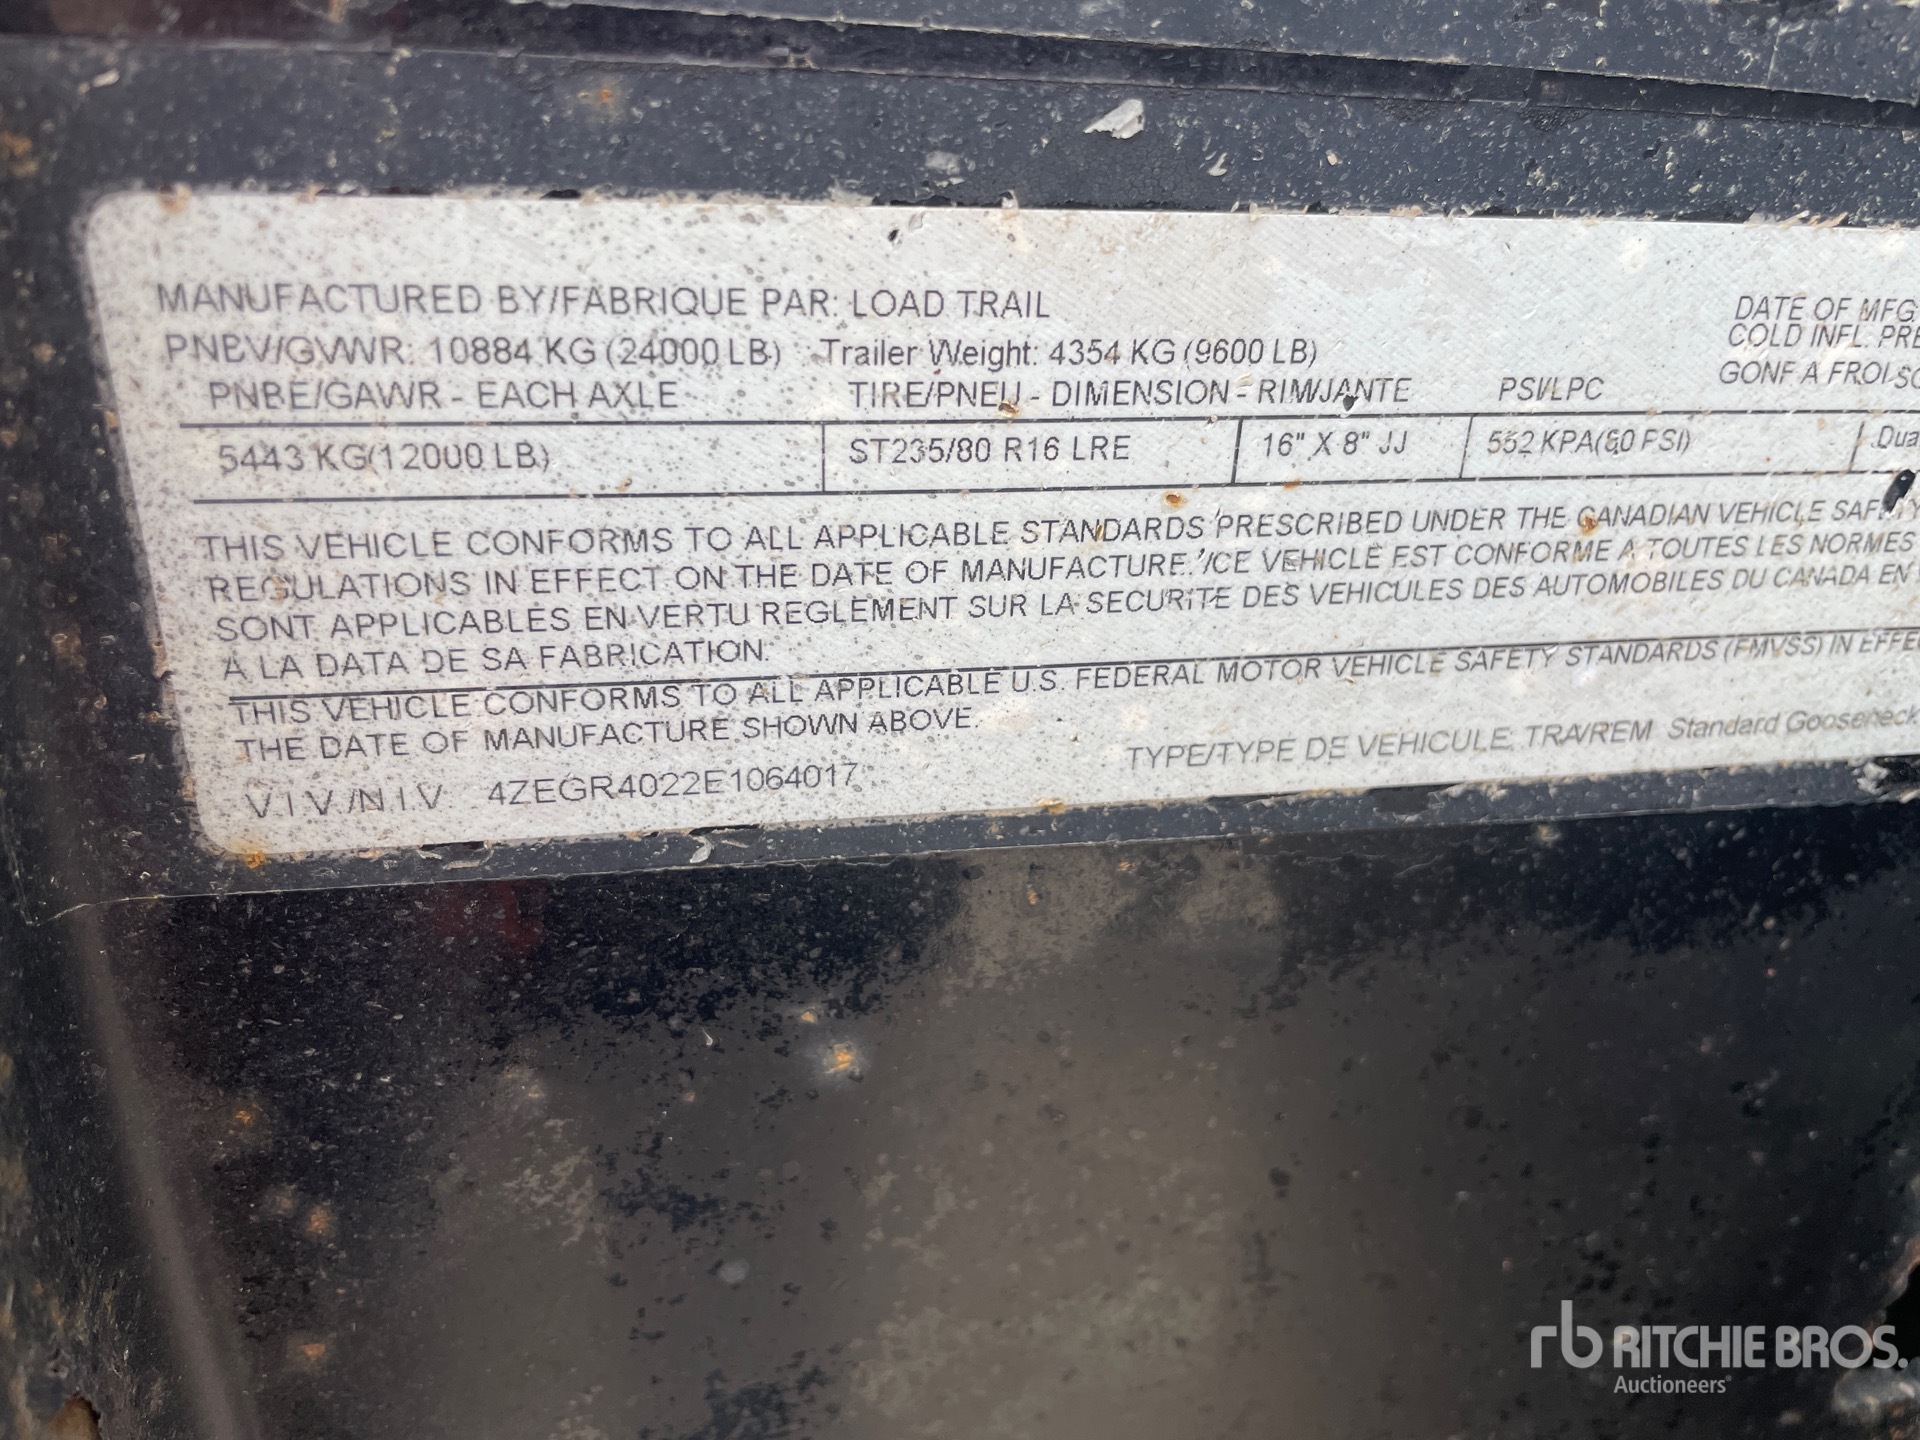 MANUFACTURED BY/FABRIQUE PAR: LOAD TRAIL
DATE OF MFG
PNBV/GVWR: 10884 KG (24000 LB) Trailer Weight: 4354 KG (9600 LB)
COLD INFL. PRE
PNBE/GAWR - EACH AXLE TIRE/PNEU - DIMENSION - RIM/JANTE PSI/LPC
GONF A FROI
5443 KG(12000 LB) ST235/80 R16 LRE 16" X 8" JJ 552 KPA(80 PSI) Dua
THIS VEHICLE CONFORMS TO ALL APPLICABLE STANDARDS PRESCRIBED UNDER THE CANADIAN VEHICLE SAFETY
REGULATIONS IN EFFECT ON THE DATE OF MANUFACTURE. /CE VEHICLE EST CONFORME A TOUTES LES NORMES
SONT APPLICABLES EN VERTU REGLEMENT SUR LA SECURITE DES VEHICULES DES AUTOMOBILES DU CANADA EN
A LA DATA DE SA FABRICATION.
THIS VEHICLE CONFORMS TO ALL APPLICABLE U.S. FEDERAL MOTOR VEHICLE SAFETY STANDARDS (FMVSS) IN EFFE
THE DATE OF MANUFACTURE SHOWN ABOVE.
V.I.V./N.I.V. 4ZEGR4022E1064017 TYPE/TYPE DE VEHICULE: TRA/REM Standard Gooseneck
rb RITCHIE BROS.
Auctioneers